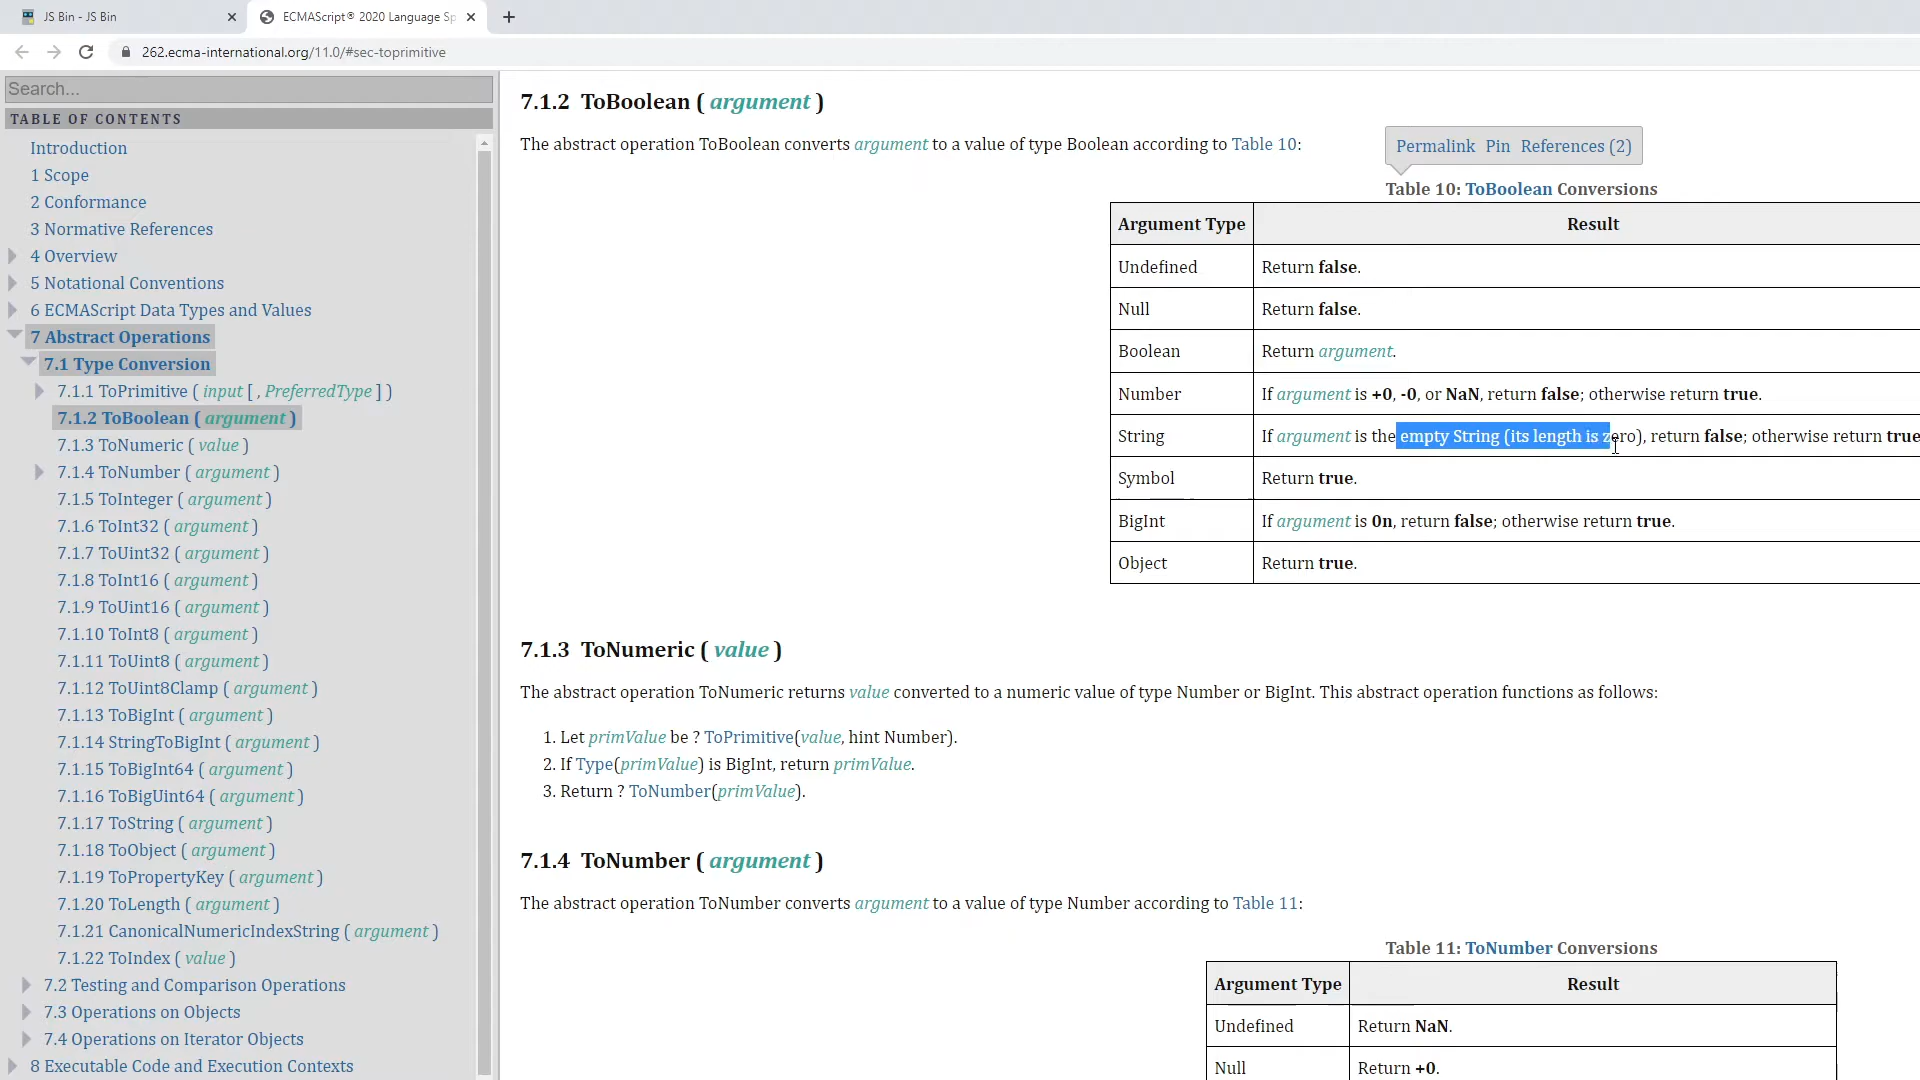 JS Bin - JS Bin
ECMAScript® 2020 Language Sp
262.ecma-international.org/11.0/#sec-toprimitive
Search...
TABLE OF CONTENTS
Introduction
1 Scope
2 Conformance
3 Normative References
4 Overview
5 Notational Conventions
6 ECMAScript Data Types and Values
7 Abstract Operations
7.1 Type Conversion
7.1.1 ToPrimitive ( input [ , PreferredType ] )
7.1.2 ToBoolean ( argument )
7.1.3 ToNumeric ( value )
7.1.4 ToNumber ( argument )
7.1.5 ToInteger ( argument )
7.1.6 ToInt32 ( argument )
7.1.7 ToUint32 ( argument )
7.1.8 ToInt16 ( argument )
7.1.9 ToUint16 ( argument )
7.1.10 ToInt8 ( argument )
7.1.11 ToUint8 ( argument )
7.1.12 ToUint8Clamp ( argument )
7.1.13 ToBigInt ( argument )
7.1.14 StringToBigInt ( argument )
7.1.15 ToBigInt64 ( argument )
7.1.16 ToBigUint64 ( argument )
7.1.17 ToString ( argument )
7.1.18 ToObject ( argument )
7.1.19 ToPropertyKey ( argument )
7.1.20 ToLength ( argument )
7.1.21 CanonicalNumericIndexString ( argument )
7.1.22 ToIndex ( value )
7.2 Testing and Comparison Operations
7.3 Operations on Objects
7.4 Operations on Iterator Objects
8 Executable Code and Execution Contexts
7.1.2 ToBoolean ( argument )
The abstract operation ToBoolean converts argument to a value of type Boolean according to Table 10:
Permalink Pin References (2)
Table 10: ToBoolean Conversions
Argument Type Result
Undefined Return false.
Null Return false.
Boolean Return argument.
Number If argument is +0, -0, or NaN, return false; otherwise return true.
String If argument is the empty String (its length is zero), return false; otherwise return true
Symbol Return true.
BigInt If argument is 0n, return false; otherwise return true.
Object Return true.
7.1.3 ToNumeric ( value )
The abstract operation ToNumeric returns value converted to a numeric value of type Number or BigInt. This abstract operation functions as follows:
1. Let primValue be ? ToPrimitive(value, hint Number).
2. If Type(primValue) is BigInt, return primValue.
3. Return ? ToNumber(primValue).
7.1.4 ToNumber ( argument )
The abstract operation ToNumber converts argument to a value of type Number according to Table 11:
Table 11: ToNumber Conversions
Argument Type Result
Undefined Return NaN.
Null Return +0.